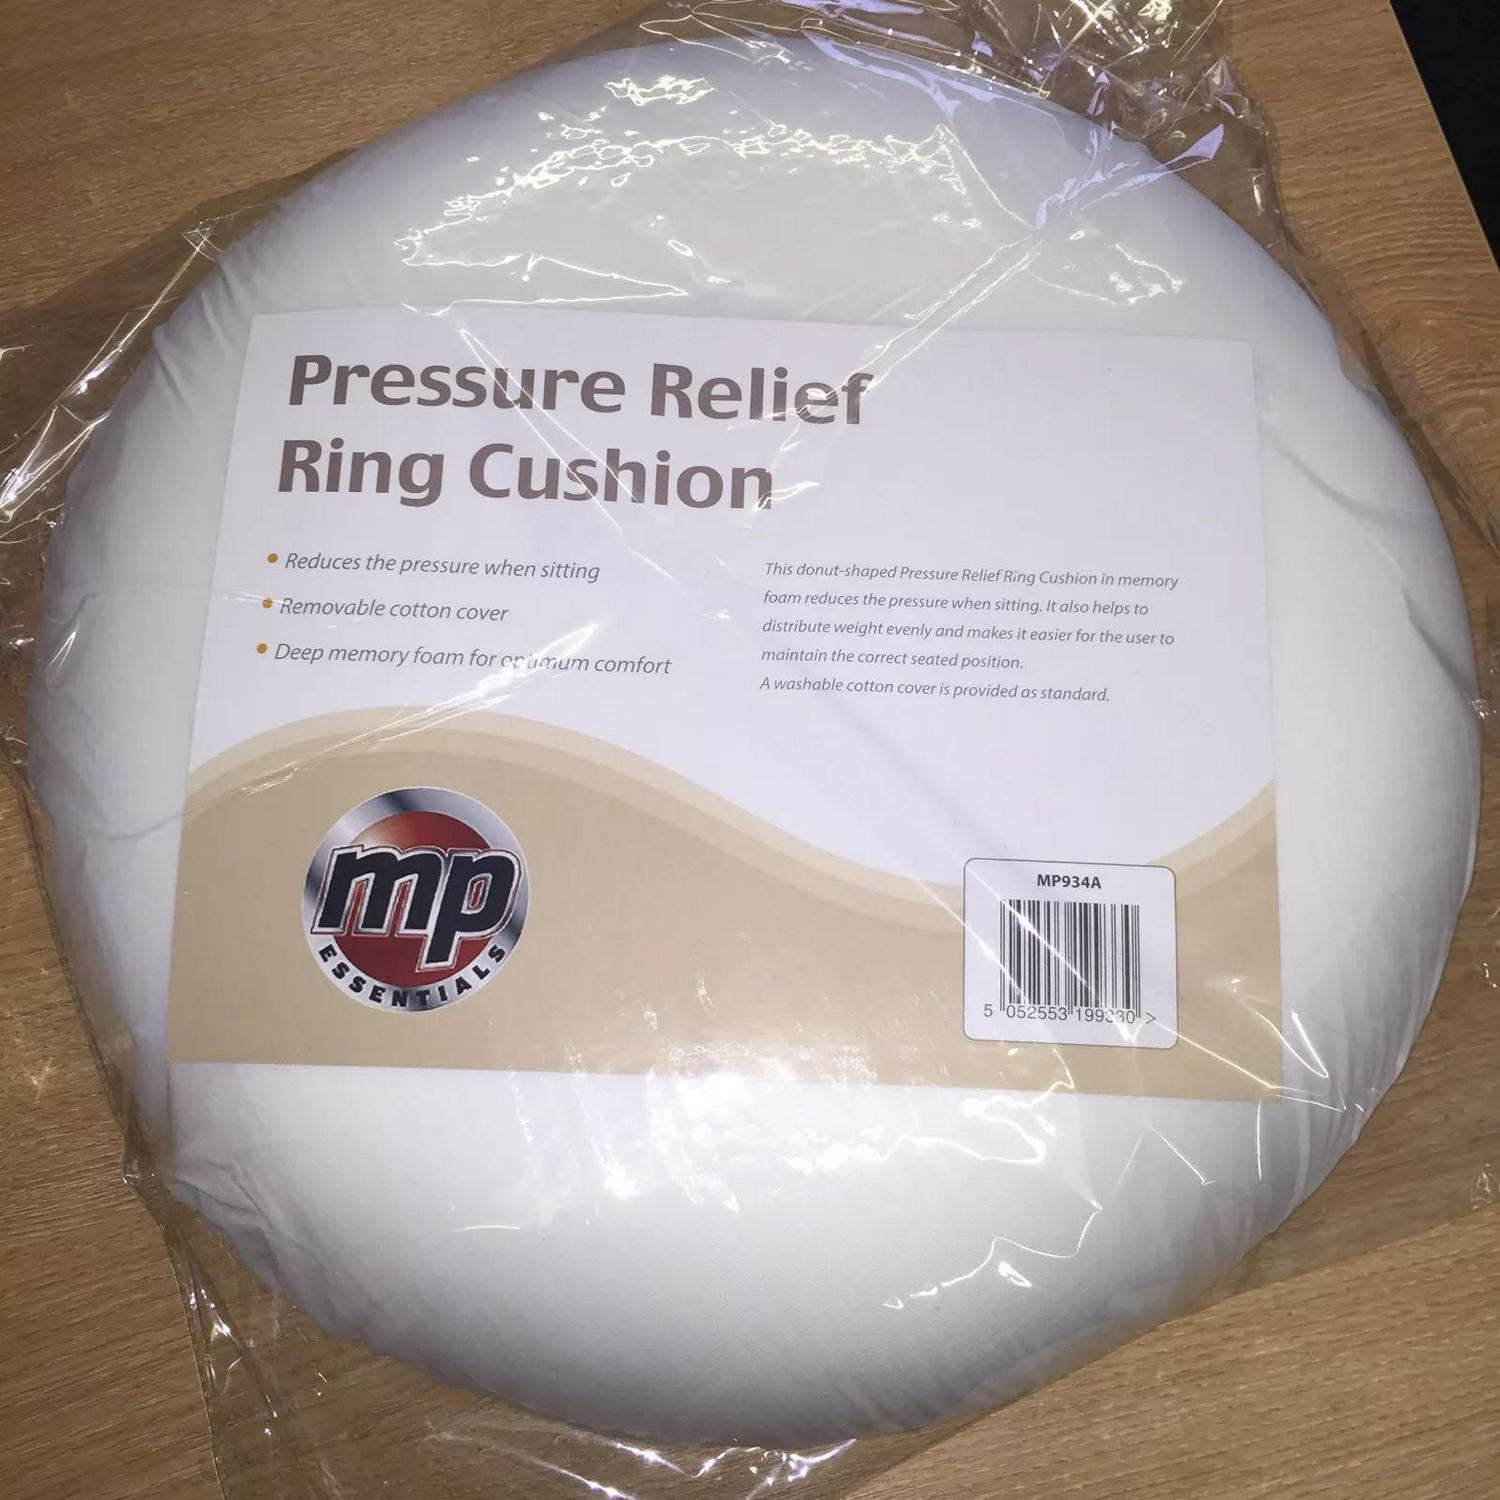 Pressure Relief
Ring Cushion
• Reduces the pressure when sitting
• Removable cotton cover
• Deep memory foam for optimum comfort
This donut-shaped Pressure Relief Ring Cushion in memory
foam reduces the pressure when sitting. It also helps to
distribute weight evenly and makes it easier for the user to
maintain the correct seated position.
A washable cotton cover is provided as standard.
mp
ESSENTIALS
MP934A
5 052553 199330 >